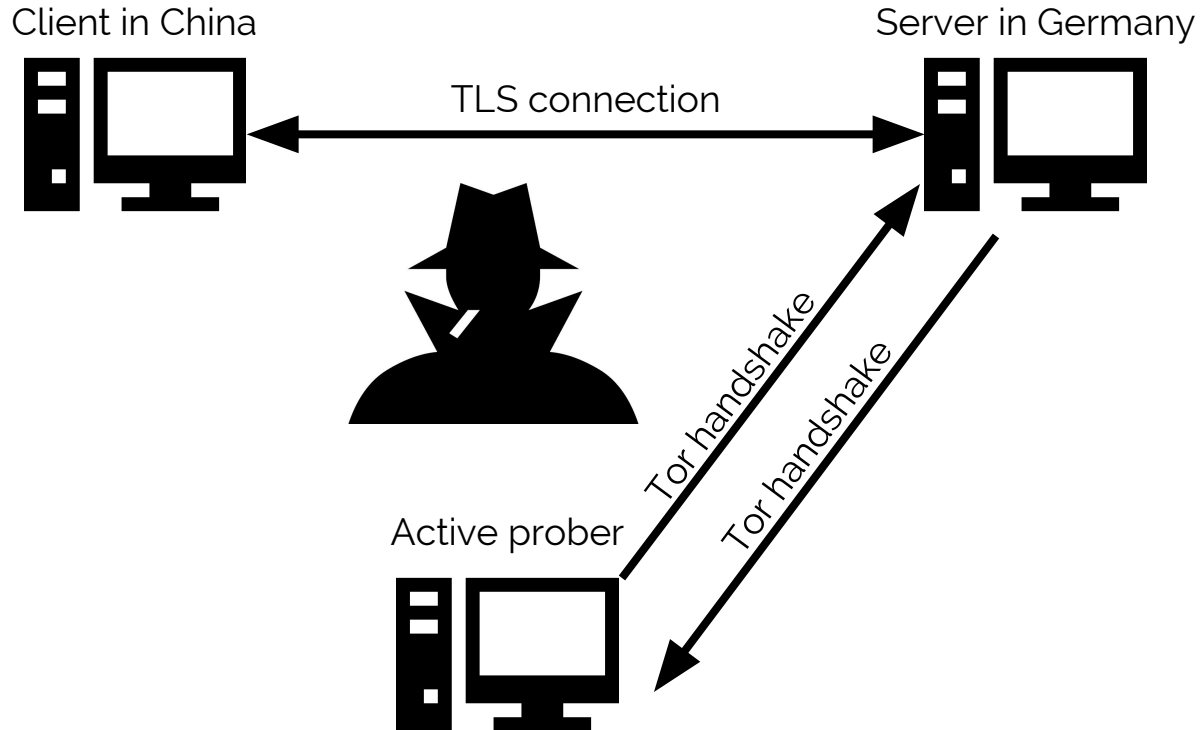 Client in China
Server in Germany
TLS connection
Tor handshake
Tor handshake
Active prober